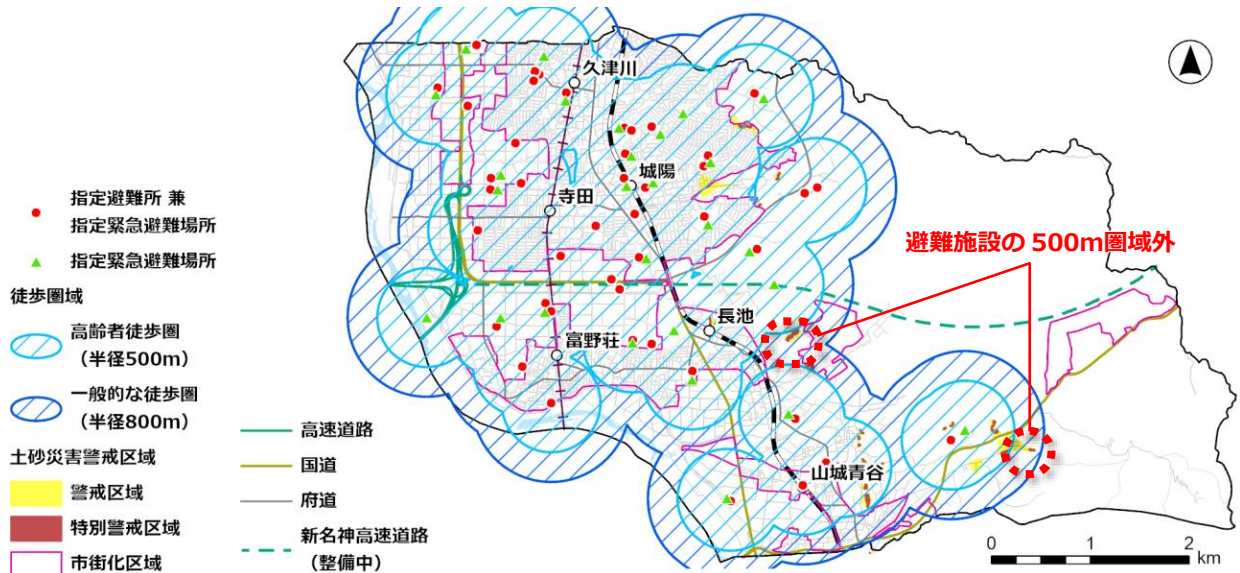 久津川
城陽
寺田
指定避難所 兼
指定緊急避難場所
指定緊急避難場所
徒歩圏域
高齢者徒歩圏
（半径500m）
一般的な徒歩圏
（半径800m）
土砂災害警戒区域
警戒区域
特別警戒区域
市街化区域
高速道路
国道
府道
新名神高速道路
（整備中）
避難施設の 500m圏域外
長池
富野荘
山城青谷
0 1 2
km